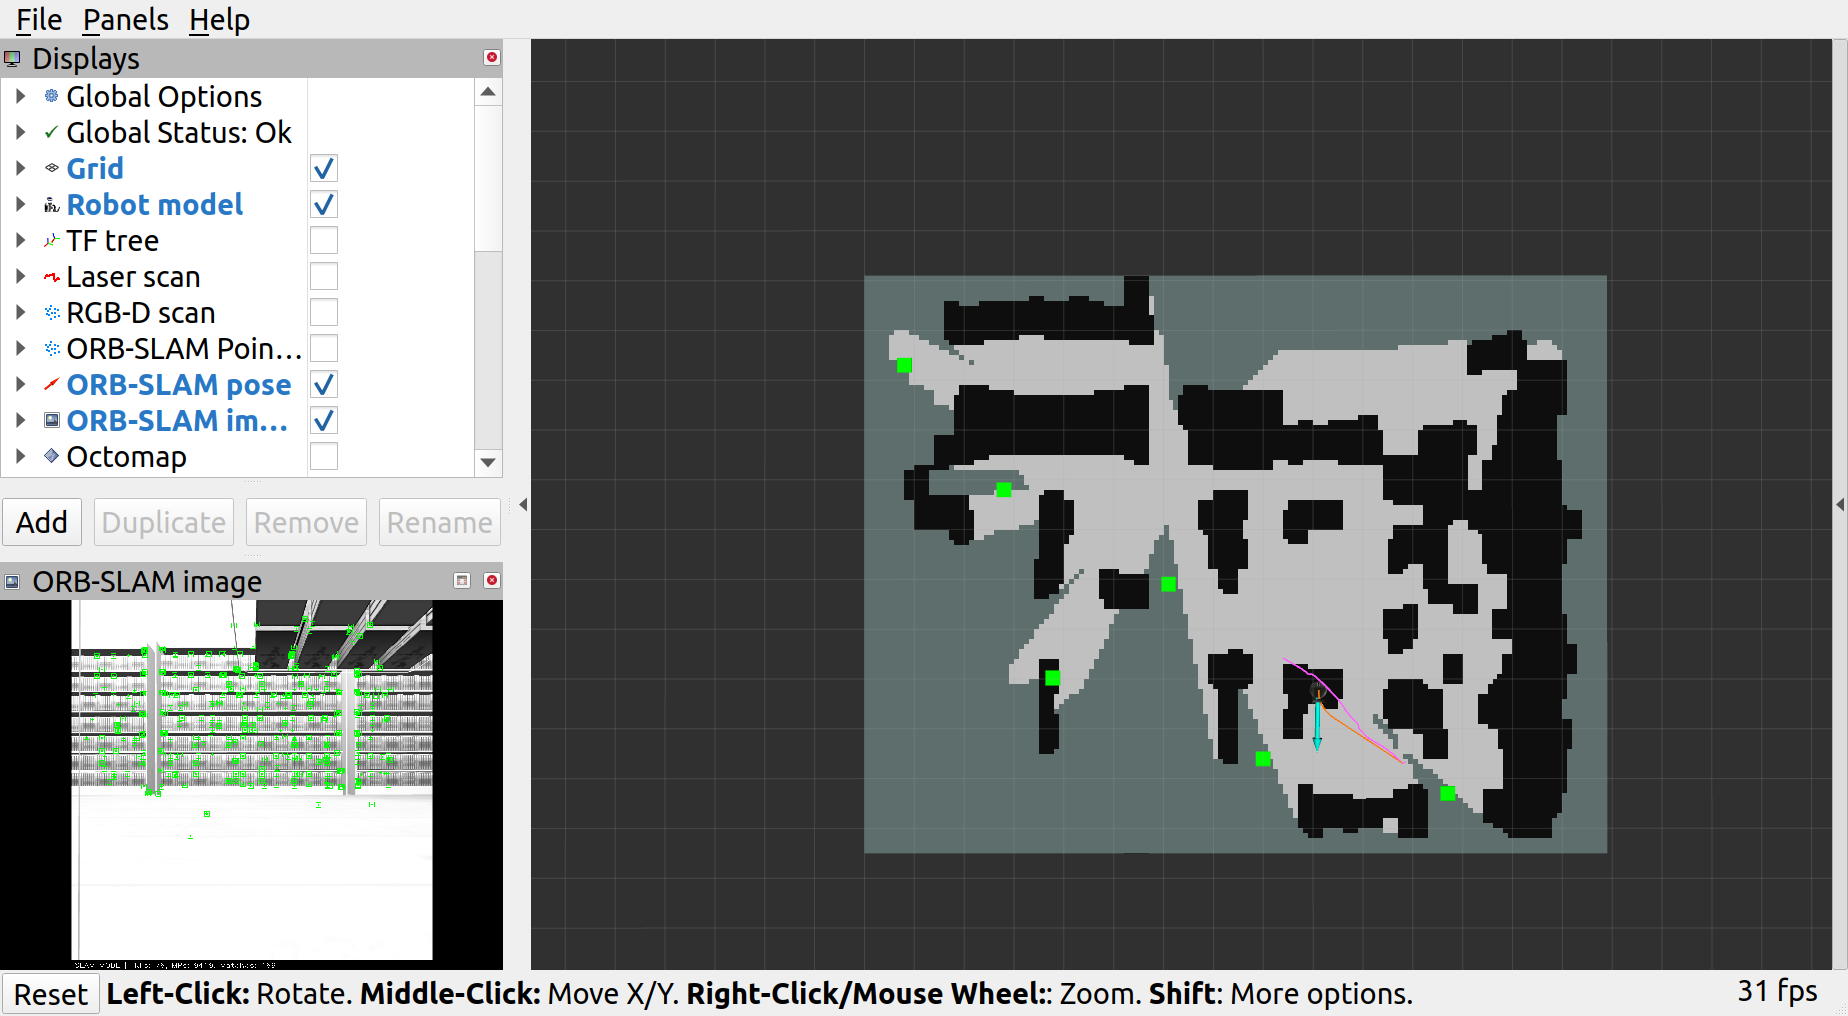 File Panels Help
Displays
Global Options
Global Status: Ok
Grid
Robot model
TF tree
Laser scan
RGB-D scan
ORB-SLAM Poin...
ORB-SLAM pose
ORB-SLAM im...
Octomap
Add Duplicate Remove Rename
ORB-SLAM image
SLAM MODE |
Reset Left-Click: Rotate. Middle-Click: Move X/Y. Right-Click/Mouse Wheel:: Zoom. Shift: More options. 31 fps